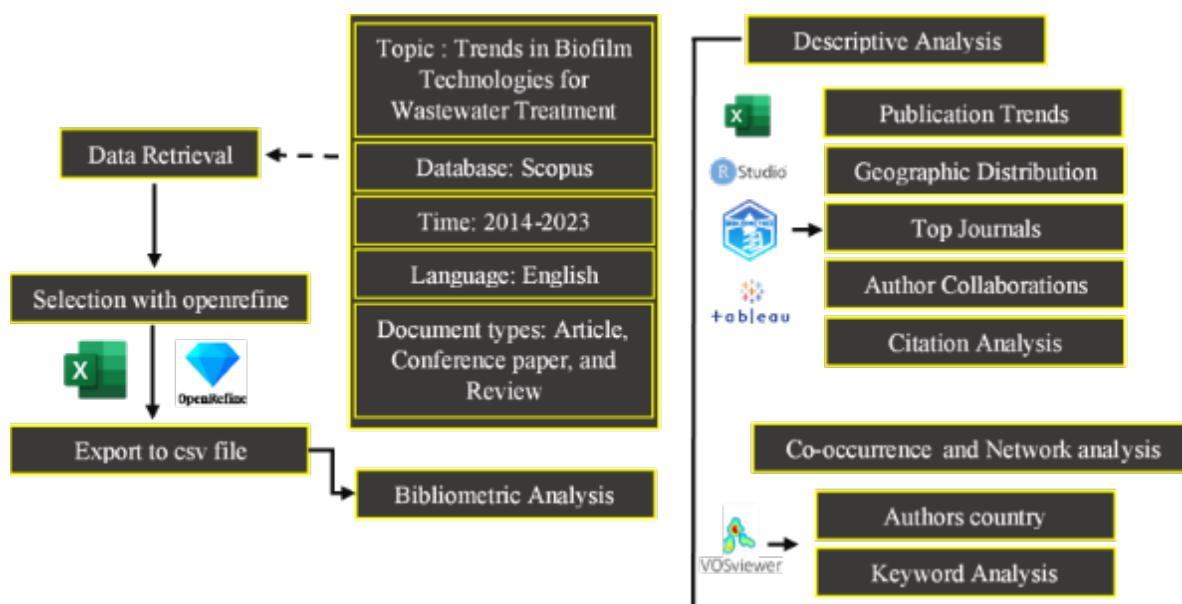 Topic : Trends in Biofilm
Technologies for
Wastewater Treatment
Data Retrieval
Database: Scopus
Time: 2014-2023
Language: English
Document types: Article,
Conference paper, and
Review
Selection with openrefine
X
OpenRefine
Export to csv file
Bibliometric Analysis
Descriptive Analysis
X
R Studio
+ableau
Publication Trends
Geographic Distribution
Top Journals
Author Collaborations
Citation Analysis
Co-occurrence and Network analysis
VOSviewer
Authors country
Keyword Analysis